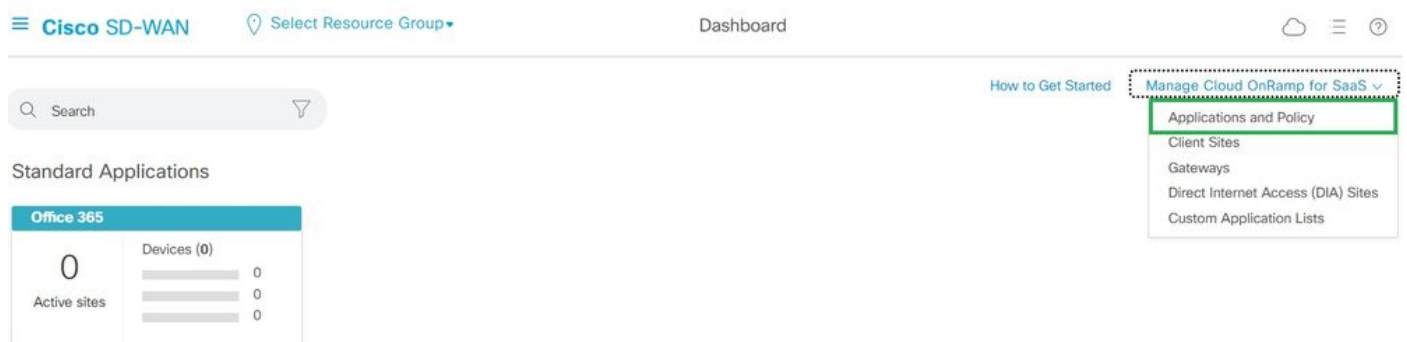 Cisco SD-WAN
Select Resource Group
Dashboard
How to Get Started
Manage Cloud OnRamp for SaaS
Search
Applications and Policy
Client Sites
Gateways
Direct Internet Access (DIA) Sites
Custom Application Lists
Standard Applications
Office 365
0
Active sites
Devices (0)
0
0
0